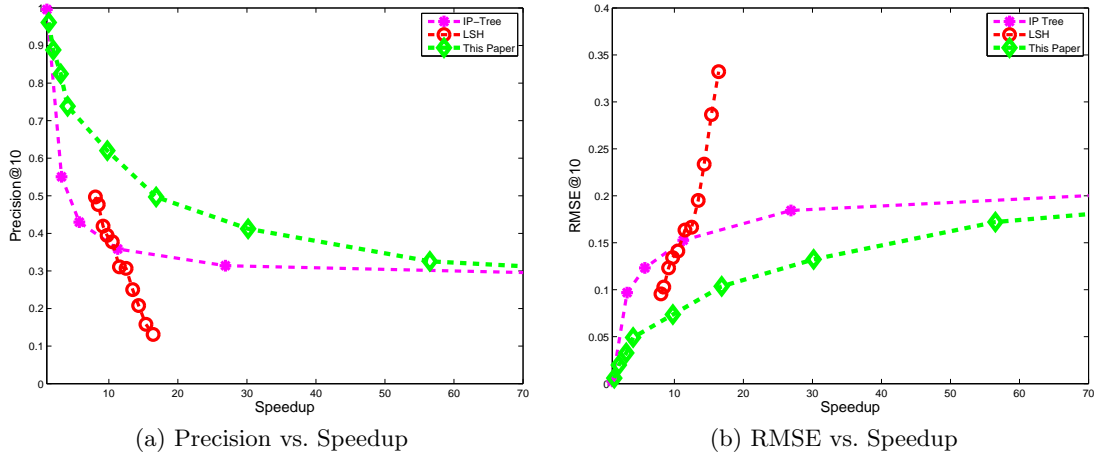 1
0.9
0.8
0.7
0.6
0.5
0.4
0.3
0.2
0.1
0
Precision@10
10 20 30 40 50 60 70
Speedup
IP-Tree
LSH
This Paper
(a) Precision vs. Speedup
0.4
0.35
0.3
0.25
0.2
0.15
0.1
0.05
0
RMSE@10
10 20 30 40 50 60 70
Speedup
IP Tree
LSH
This Paper
(b) RMSE vs. Speedup